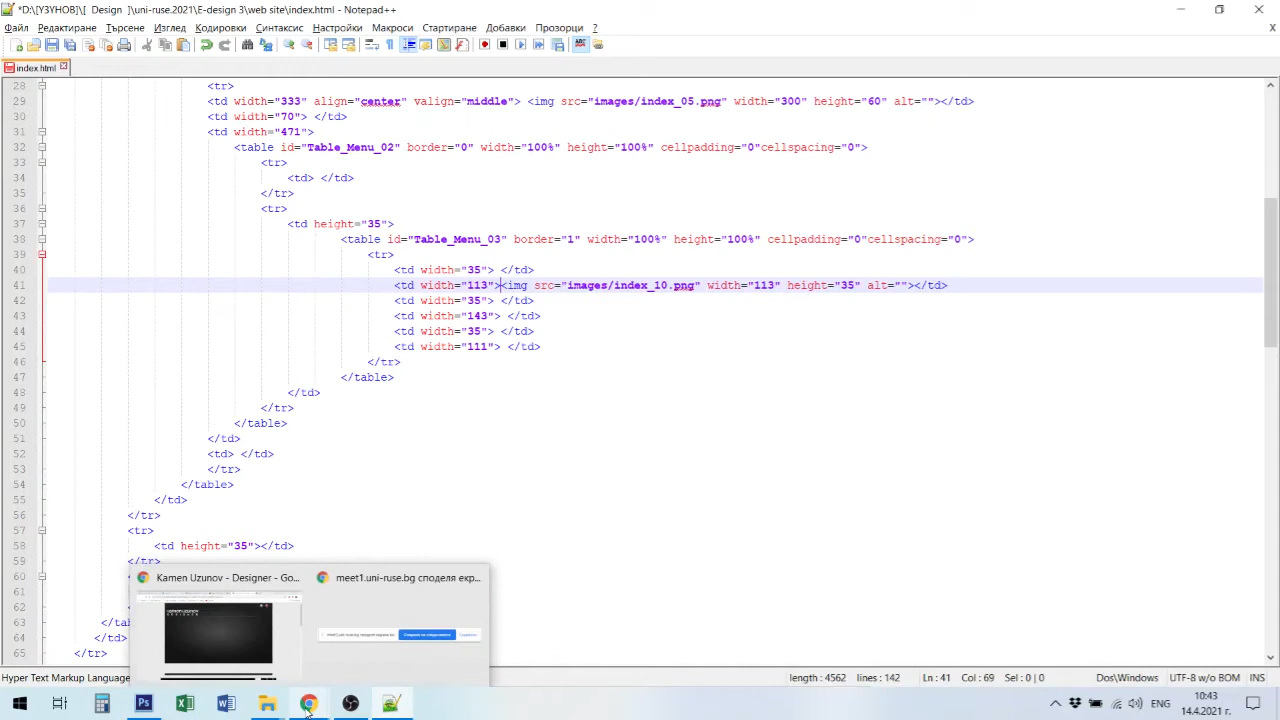 *D:\[УЗУНОВ]\[ Design ]\uni-ruse.2021\E-design 3\web site\index.html - Notepad++
Файл Редактиране Търсене Изглед Кодировки Синтаксис Настройки Макроси Стартиране Добавки Прозорци ?
index.html
28 <tr>
29 <td width="333" align="center" valign="middle"> <img src="images/index_05.png" width="300" height="60" alt=""></td>
30 <td width="70"> </td>
31 <td width="471">
32 <table id="Table_Menu_02" border="0" width="100%" height="100%" cellpadding="0"cellspacing="0">
33 <tr>
34 <td> </td>
35 </tr>
36 <tr>
37 <td height="35">
38 <table id="Table_Menu_03" border="1" width="100%" height="100%" cellpadding="0"cellspacing="0">
39 <tr>
40 <td width="35"> </td>
41 <td width="113"><img src="images/index_10.png" width="113" height="35" alt=""></td>
42 <td width="35"> </td>
43 <td width="143"> </td>
44 <td width="35"> </td>
45 <td width="111"> </td>
46 </tr>
47 </table>
48 </td>
49 </tr>
50 </table>
51 </td>
52 <td> </td>
53 </tr>
54 </table>
55 </td>
56 </tr>
57 <tr>
58 <td height="35"></td>
59 </tr>
60
61
62
63 </ta
64 </td>
65 </tr>
Kamen Uzunov - Designer - Go... meet1.uni-ruse.bg споделя екр...
Hyper Text Markup Language length : 4562 lines : 142 Ln : 41 Col : 69 Sel : 0 | 0 Dos\Windows UTF-8 w/o BOM INS
ENG 10:43
14.4.2021 г.